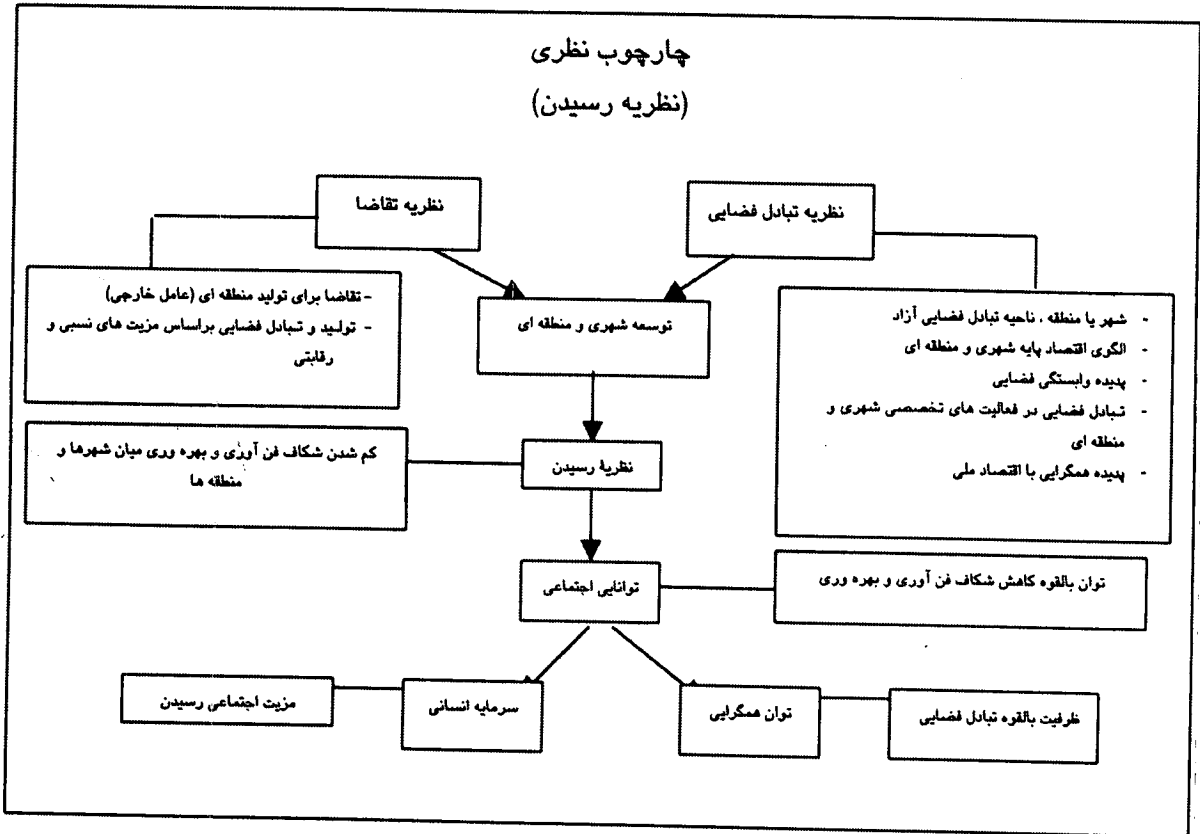 چارچوب نظری
(نظریه رسیدن)
نظریه تبادل فضایی
نظریه تقاضا
- شهر یا منطقه ، ناحیه تبادل فضایی آزاد
- الگوی اقتصاد پایه شهری و منطقه ای
- پدیده وابستگی فضایی
- تبادل فضایی در فعالیت های تخصصی شهری و
منطقه ای
- پدیده همگرایی با اقتصاد ملی
توسعه شهری و منطقه ای
- تقاضا برای تولید منطقه ای (عامل خارجی)
- تولید و تبادل فضایی براساس مزیت های نسبی و
رقابتی
نظریۀ رسیدن
کم شدن شکاف فن آوری و بهره وری میان شهرها و
منطقه ها
توان بالقوه کاهش شکاف فن آوری و بهره وری
توانایی اجتماعی
ظرفیت بالقوه تبادل فضایی
توان همگرایی
سرمایه انسانی
مزیت اجتماعی رسیدن